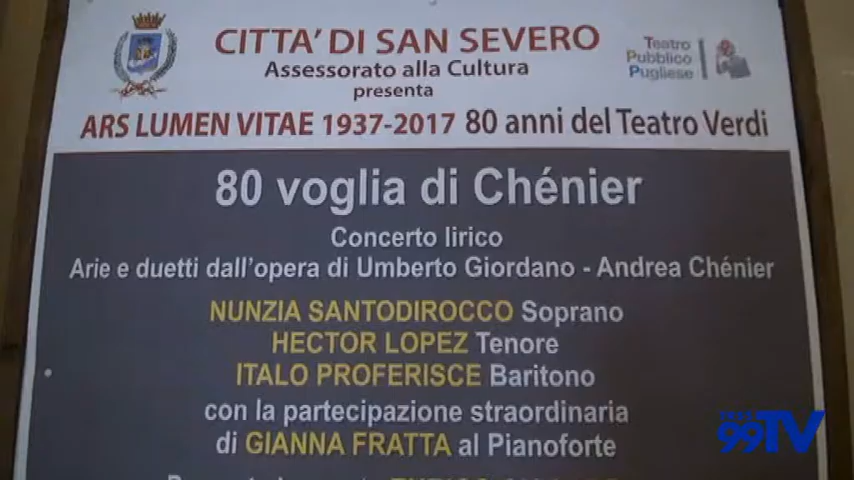 CITTA' DI SAN SEVERO
Assessorato alla Cultura
presenta
Teatro
Pubblico
Pugliese
ARS LUMEN VITAE 1937-2017 80 anni del Teatro Verdi
80 voglia di Chénier
Concerto lirico
Arie e duetti dall'opera di Umberto Giordano - Andrea Chénier
NUNZIA SANTODIROCCO Soprano
HECTOR LOPEZ Tenore
ITALO PROFERISCE Baritono
con la partecipazione straordinaria
di GIANNA FRATTA al Pianoforte
99TV